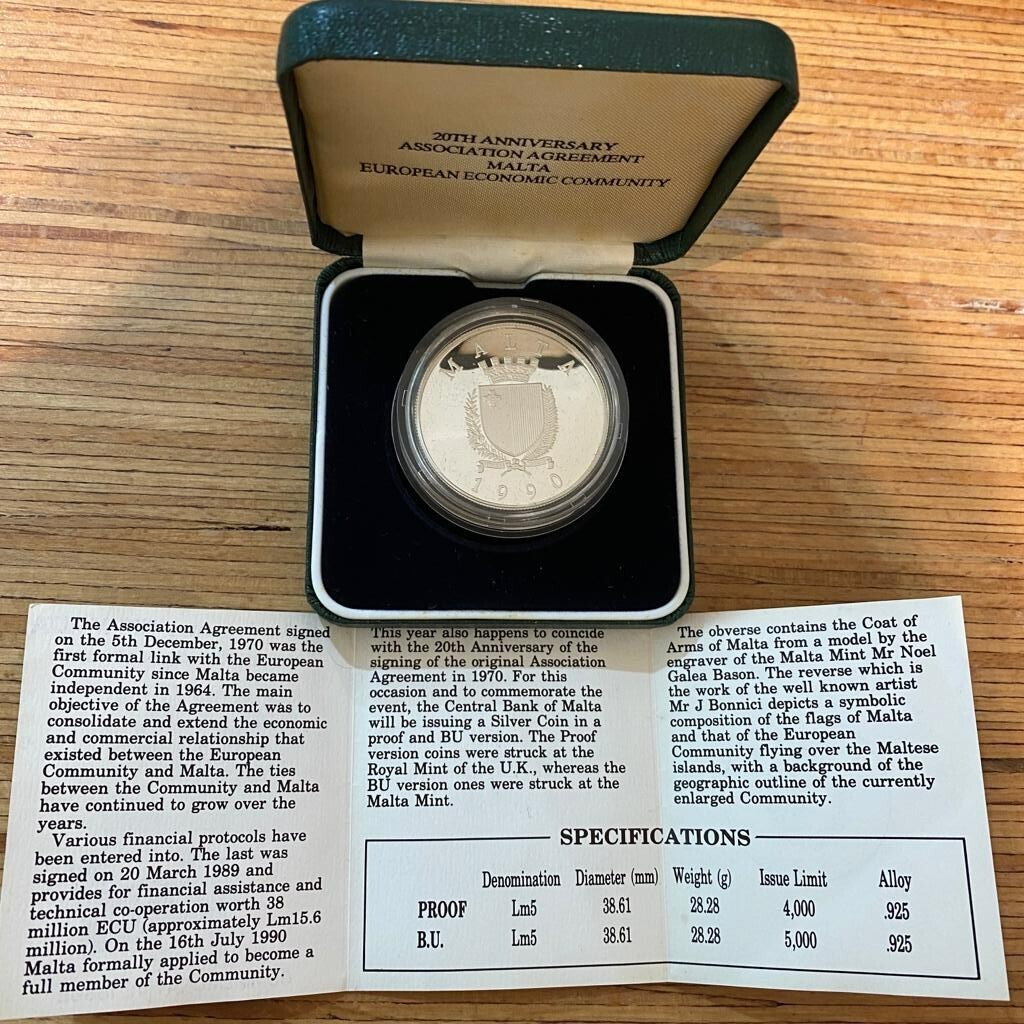 20TH ANNIVERSARY
ASSOCIATION AGREEMENT
MALTA
EUROPEAN ECONOMIC COMMUNITY
MALTA
1990
The Association Agreement signed
on the 5th December, 1970 was the
first formal link with the European
Community since Malta became
independent in 1964. The main
objective of the Agreement was to
consolidate and extend the economic
and commercial relationship that
existed between the European
Community and Malta. The ties
between the Community and Malta
have continued to grow over the
years.
Various financial protocols have
been entered into. The last was
signed on 20 March 1989 and
provides for financial assistance and
technical co-operation worth 38
million ECU (approximately Lm15.6
million). On the 16th July 1990
Malta formally applied to become a
full member of the Community.
This year also happens to coincide
with the 20th Anniversary of the
signing of the original Association
Agreement in 1970. For this
occasion and to commemorate the
event, the Central Bank of Malta
will be issuing a Silver Coin in a
proof and BU version. The Proof
version coins were struck at the
Royal Mint of the U.K., whereas the
BU version ones were struck at the
Malta Mint.
The obverse contains the Coat of
Arms of Malta from a model by the
engraver of the Malta Mint Mr Noel
Galea Bason. The reverse which is
the work of the well known artist
Mr J Bonnici depicts a symbolic
composition of the flags of Malta
and that of the European
Community flying over the Maltese
islands, with a background of the
geographic outline of the currently
enlarged Community.
SPECIFICATIONS
Denomination Diameter (mm) Weight (g) Issue Limit Alloy
PROOF Lm5 38.61 28.28 4,000 .925
B.U. Lm5 38.61 28.28 5,000 .925